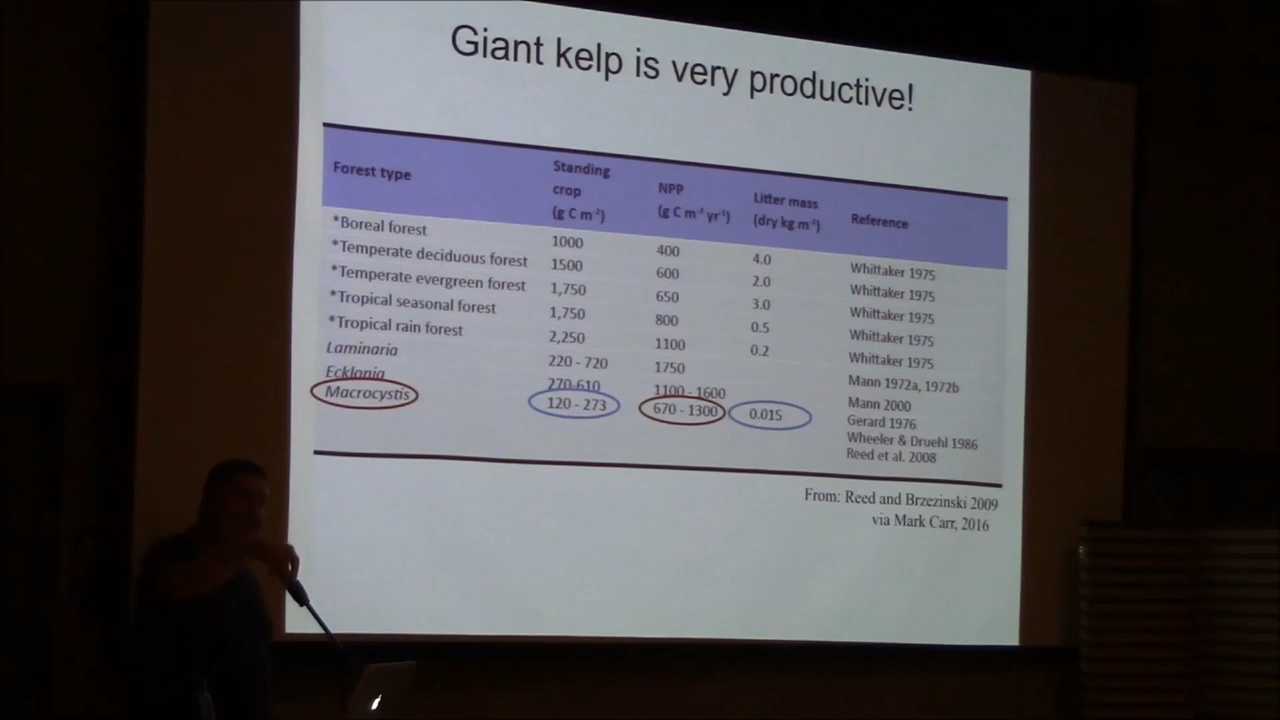 Giant kelp is very productive!
Forest type Standing crop (g C m⁻²) NPP (g C m⁻² yr⁻¹) Litter mass (dry kg m⁻²) Reference
*Boreal forest 1000 400 4.0 Whittaker 1975
*Temperate deciduous forest 1500 600 2.0 Whittaker 1975
*Temperate evergreen forest 1,750 650 3.0 Whittaker 1975
*Tropical seasonal forest 1,750 800 0.5 Whittaker 1975
*Tropical rain forest 2,250 1100 0.2 Whittaker 1975
Laminaria 220 - 720 1750 Mann 1972a, 1972b
Ecklonia 270-610 1100 - 1600 Mann 2000
Macrocystis 120 - 273 670 - 1300 0.015 Gerard 1976
Wheeler & Druehl 1986
Reed et al. 2008
From: Reed and Brzezinski 2009
via Mark Carr, 2016